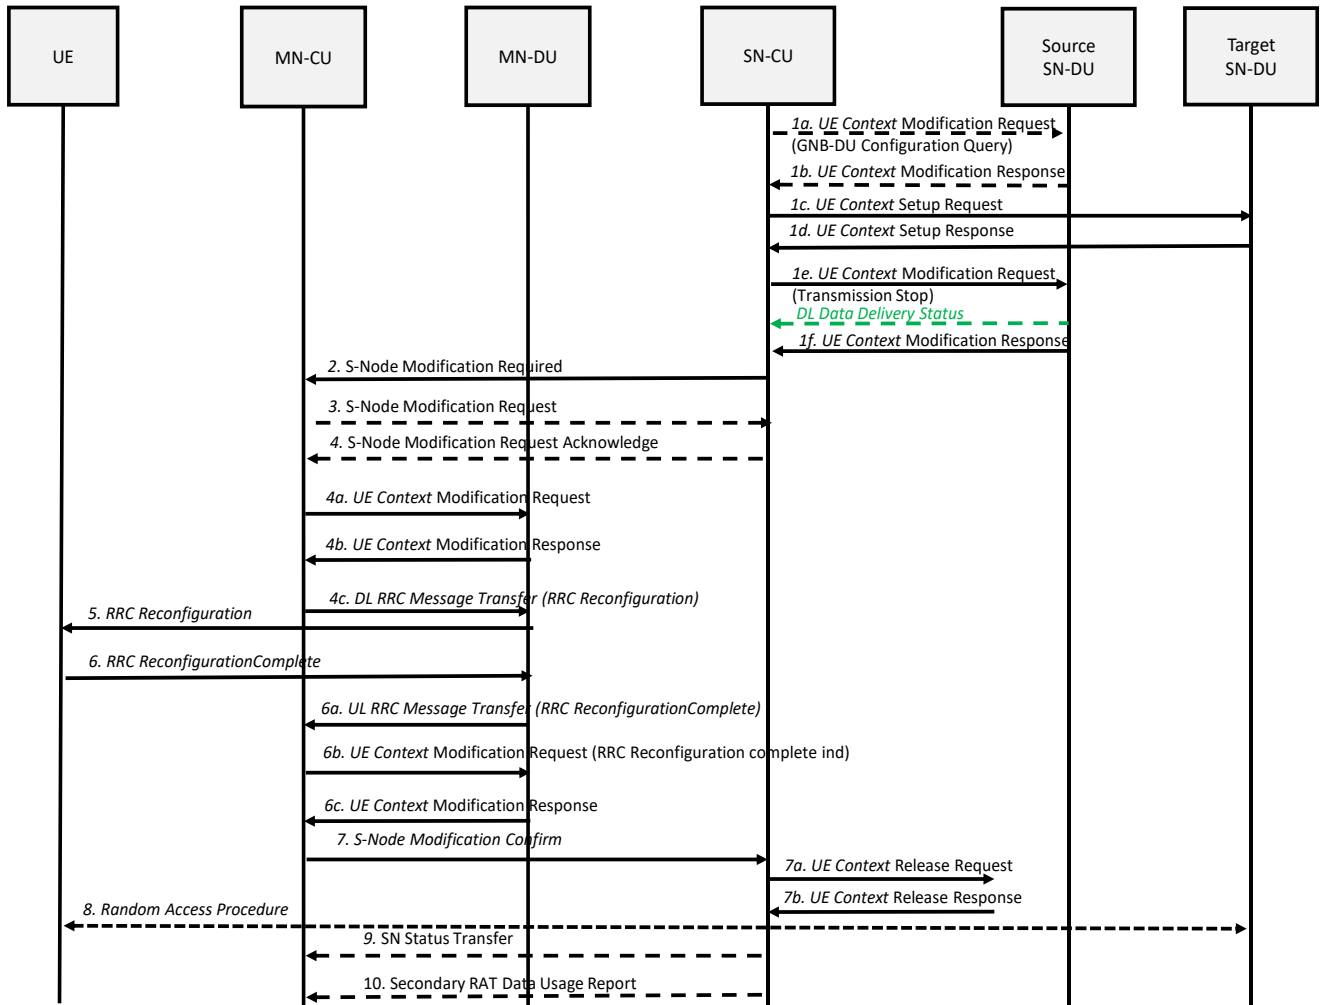 UE
MN-CU
MN-DU
SN-CU
Source
SN-DU
Target
SN-DU
1a. UE Context Modification Request
(GNB-DU Configuration Query)
1b. UE Context Modification Response
1c. UE Context Setup Request
1d. UE Context Setup Response
1e. UE Context Modification Request
(Transmission Stop)
DL Data Delivery Status
1f. UE Context Modification Response
2. S-Node Modification Required
3. S-Node Modification Request
4. S-Node Modification Request Acknowledge
4a. UE Context Modification Request
4b. UE Context Modification Response
4c. DL RRC Message Transfer (RRC Reconfiguration)
5. RRC Reconfiguration
6. RRC ReconfigurationComplete
6a. UL RRC Message Transfer (RRC ReconfigurationComplete)
6b. UE Context Modification Request (RRC Reconfiguration complete ind)
6c. UE Context Modification Response
7. S-Node Modification Confirm
7a. UE Context Release Request
7b. UE Context Release Response
8. Random Access Procedure
9. SN Status Transfer
10. Secondary RAT Data Usage Report